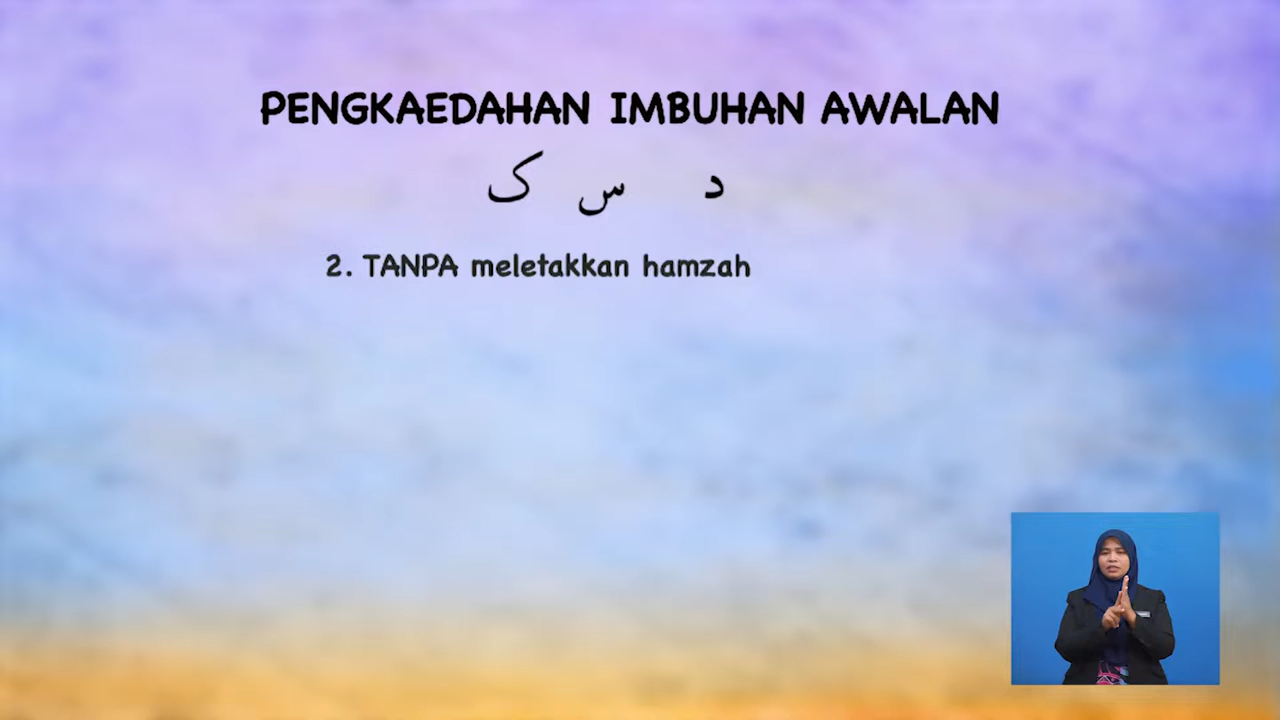 PENGKAEDAHAN IMBUHAN AWALAN
د س ک
2. TANPA meletakkan hamzah